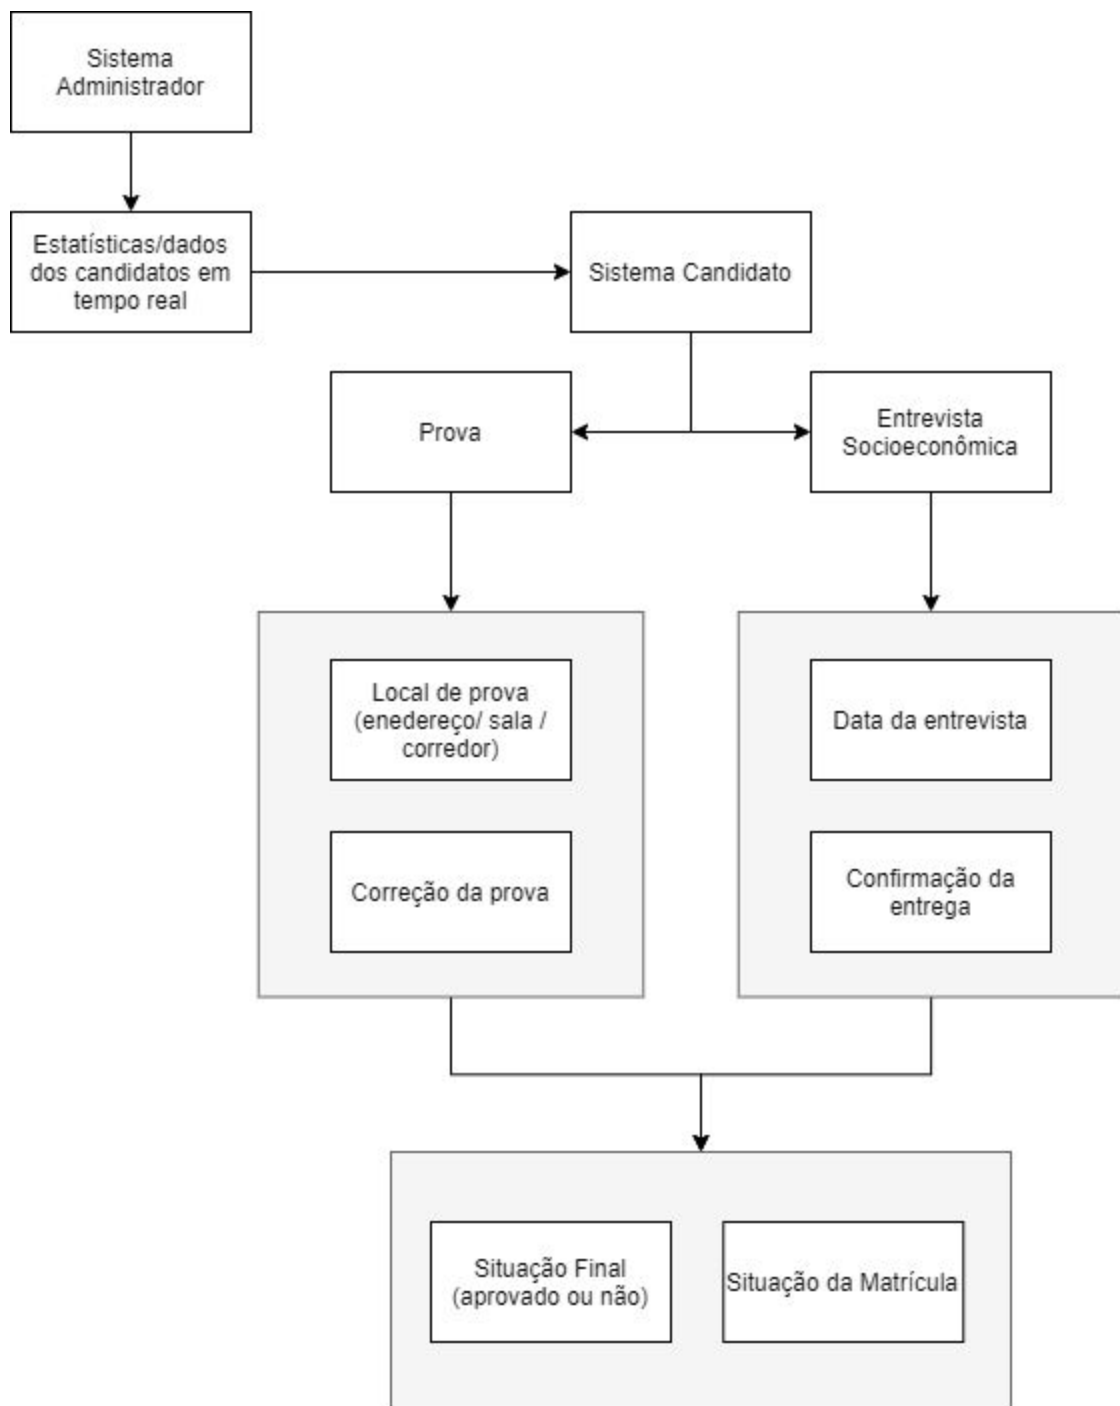 Sistema
Administrador
Estatísticas/dados
dos candidatos em
tempo real
Sistema Candidato
Prova
Entrevista
Socioeconômica
Local de prova
(enedereço/ sala /
corredor)
Data da entrevista
Correção da prova
Confirmação da
entrega
Situação Final
(aprovado ou não)
Situação da Matrícula